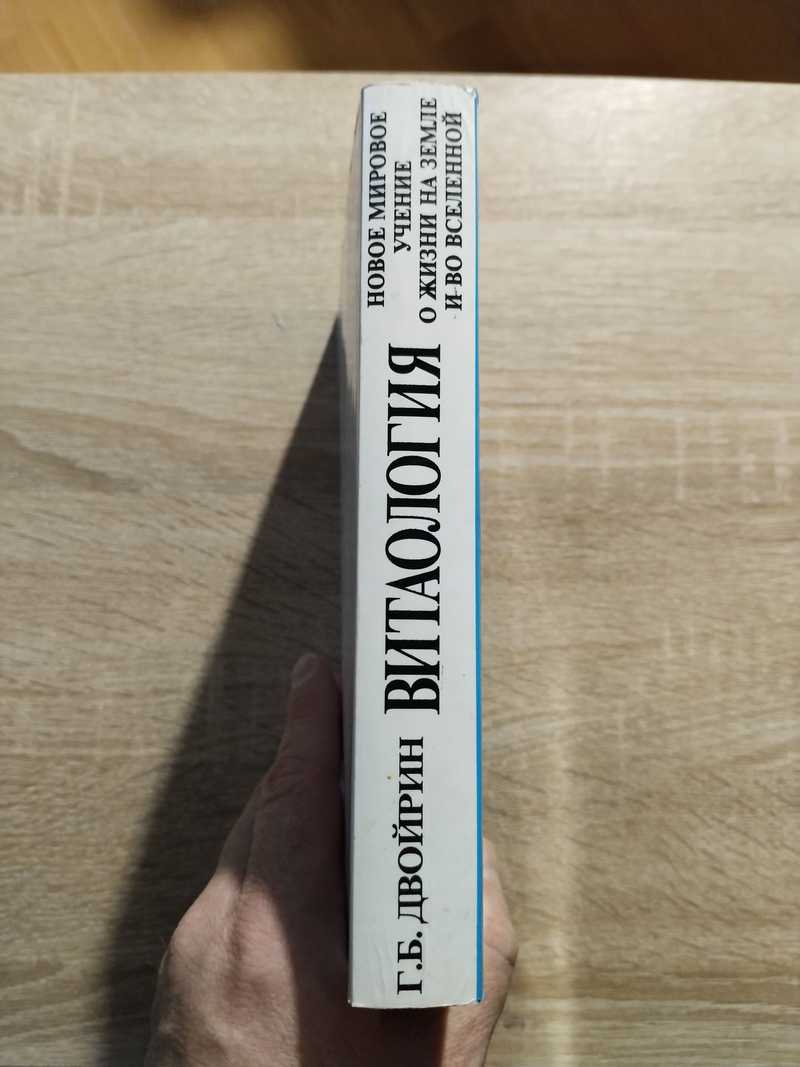 Г.Б. ДВОЙРИН
ВИТАОЛОГИЯ
НОВОЕ МИРОВОЕ
УЧЕНИЕ
О ЖИЗНИ НА ЗЕМЛЕ
И ВО ВСЕЛЕННОЙ